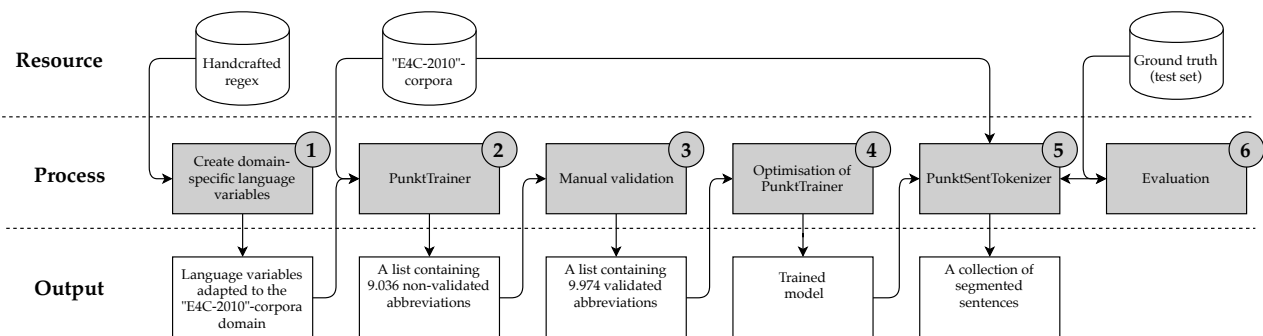 Resource
Handcrafted
regex
"E4C-2010"-
corpora
Ground truth
(test set)
Process
1
Create domain-
specific language
variables
2
PunktTrainer
3
Manual validation
4
Optimisation of
PunktTrainer
5
PunktSentTokenizer
6
Evaluation
Output
Language variables
adapted to the
"E4C-2010"-corpora
domain
A list containing
9.036 non-validated
abbreviations
A list containing
9.974 validated
abbreviations
Trained
model
A collection of
segmented
sentences